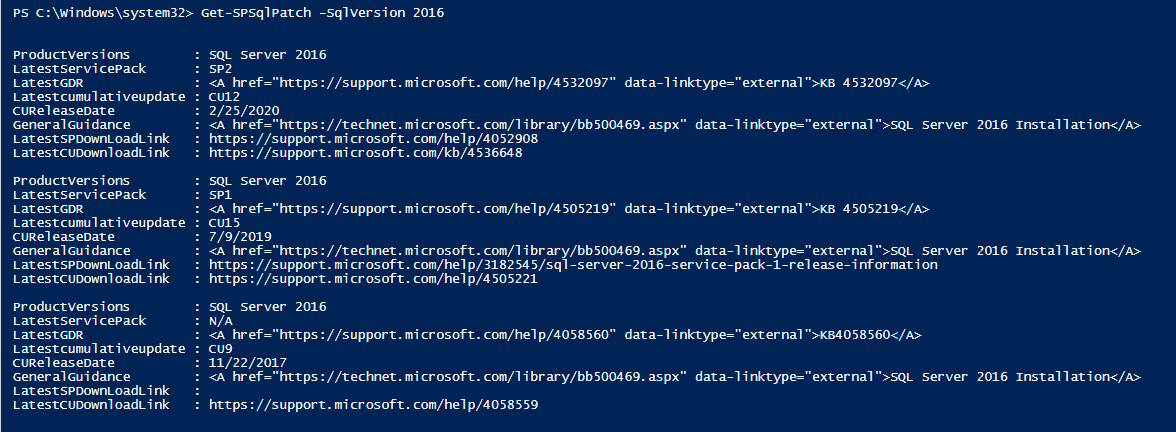 PS C:\Windows\system32> Get-SPSqlPatch -SqlVersion 2016
ProductVersions : SQL Server 2016
LatestServicePack : SP2
LatestGDR : <A href="https://support.microsoft.com/help/4532097" data-linktype="external">KB 4532097</A>
Latestcumulativeupdate : CU12
CUReleaseDate : 2/25/2020
GeneralGuidance : <A href="https://technet.microsoft.com/library/bb500469.aspx" data-linktype="external">SQL Server 2016 Installation</A>
LatestSPDownLoadLink : https://support.microsoft.com/help/4052908
LatestCUDownloadLink : https://support.microsoft.com/kb/4536648
ProductVersions : SQL Server 2016
LatestServicePack : SP1
LatestGDR : <A href="https://support.microsoft.com/help/4505219" data-linktype="external">KB 4505219</A>
Latestcumulativeupdate : CU15
CUReleaseDate : 7/9/2019
GeneralGuidance : <A href="https://technet.microsoft.com/library/bb500469.aspx" data-linktype="external">SQL Server 2016 Installation</A>
LatestSPDownLoadLink : https://support.microsoft.com/help/3182545/sql-server-2016-service-pack-1-release-information
LatestCUDownloadLink : https://support.microsoft.com/help/4505221
ProductVersions : SQL Server 2016
LatestServicePack : N/A
LatestGDR : <A href="https://support.microsoft.com/help/4058560" data-linktype="external">KB4058560</A>
Latestcumulativeupdate : CU9
CUReleaseDate : 11/22/2017
GeneralGuidance : <A href="https://technet.microsoft.com/library/bb500469.aspx" data-linktype="external">SQL Server 2016 Installation</A>
LatestSPDownLoadLink :
LatestCUDownloadLink : https://support.microsoft.com/help/4058559